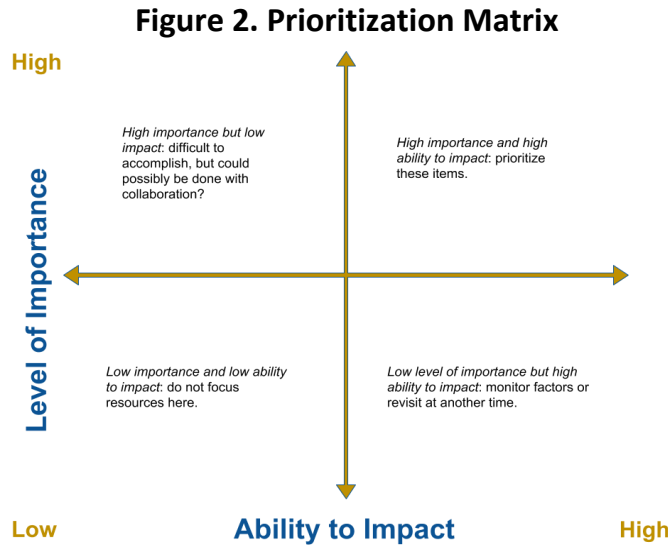 Figure 2. Prioritization Matrix
High
High importance but low
impact: difficult to
accomplish, but could
possibly be done with
collaboration?
High importance and high
ability to impact: prioritize
these items.
Level of Importance
Low importance and low ability
to impact: do not focus
resources here.
Low level of importance but high
ability to impact: monitor factors or
revisit at another time.
Low
Ability to Impact
High